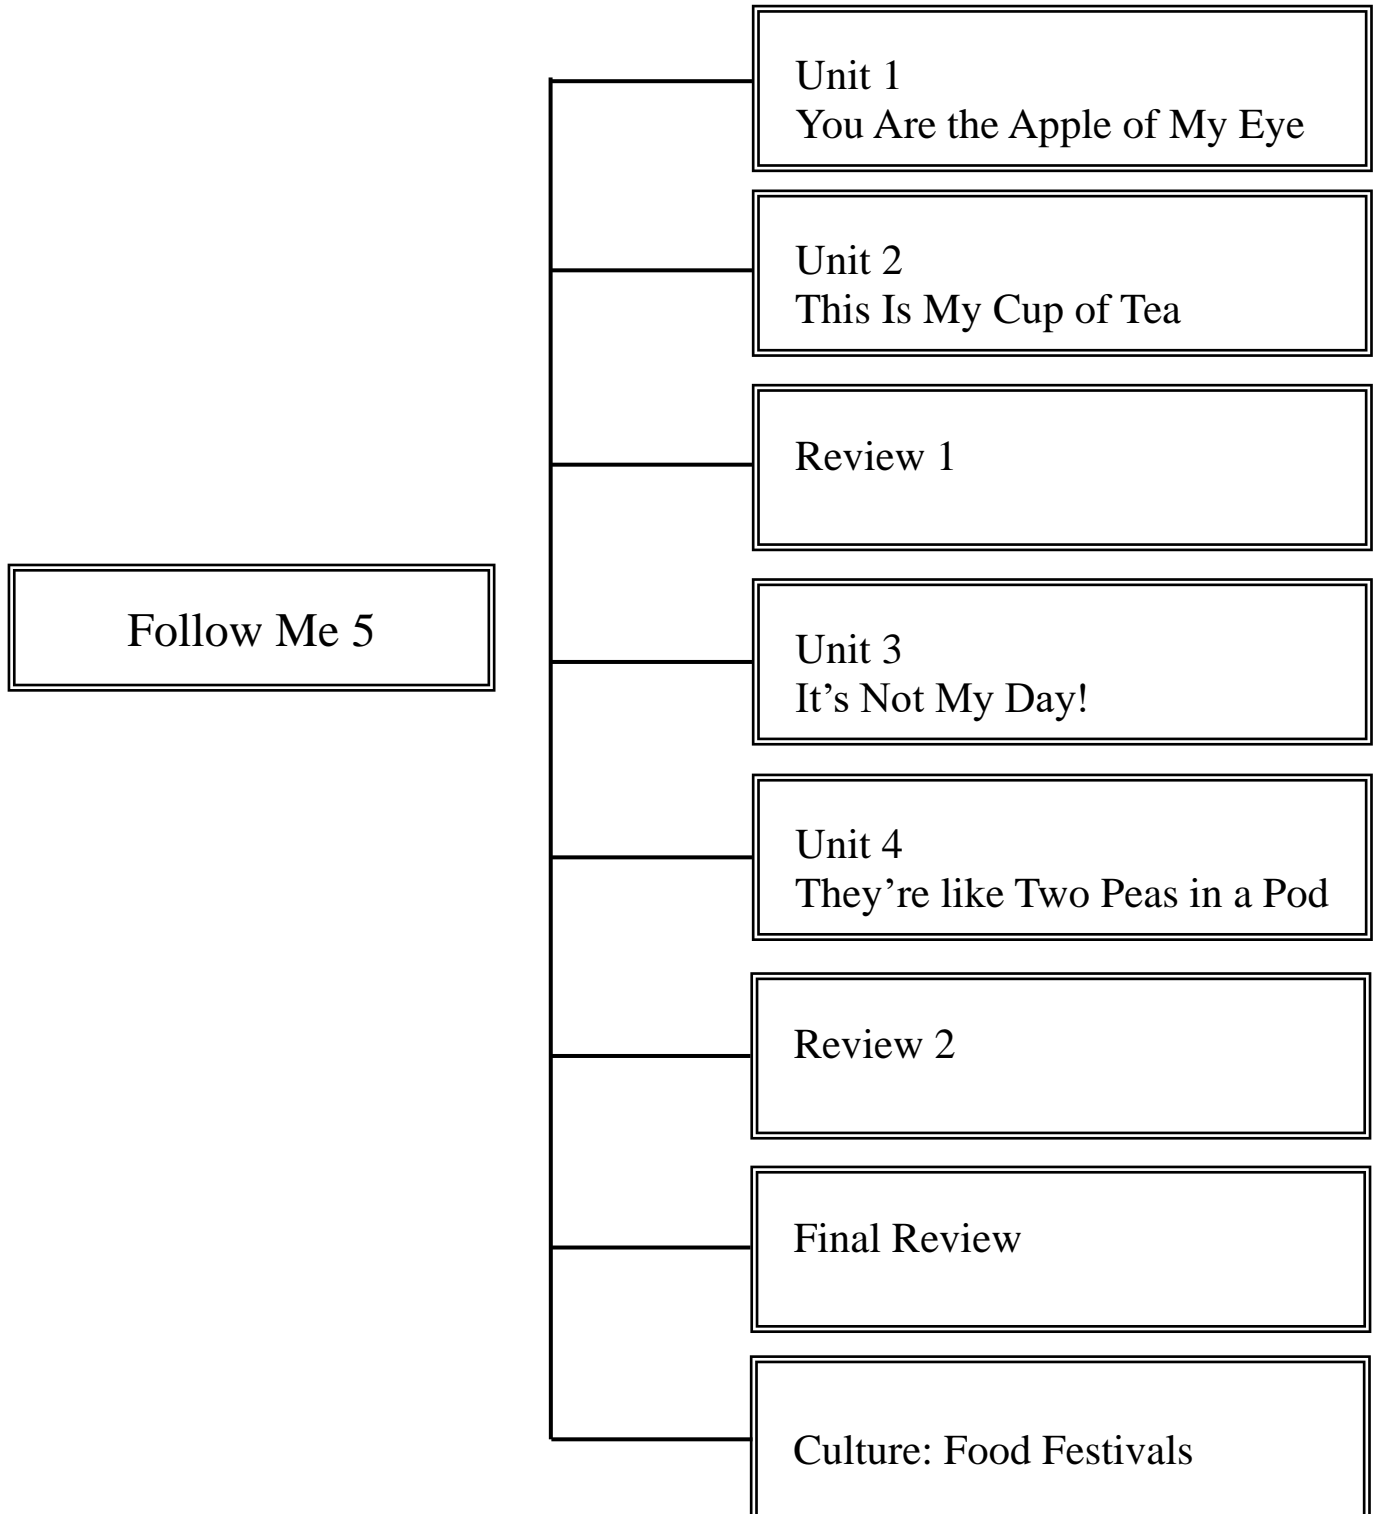 Unit 1
You Are the Apple of My Eye
Unit 2
This Is My Cup of Tea
Review 1
Follow Me 5
Unit 3
It’s Not My Day!
Unit 4
They’re like Two Peas in a Pod
Review 2
Final Review
Culture: Food Festivals